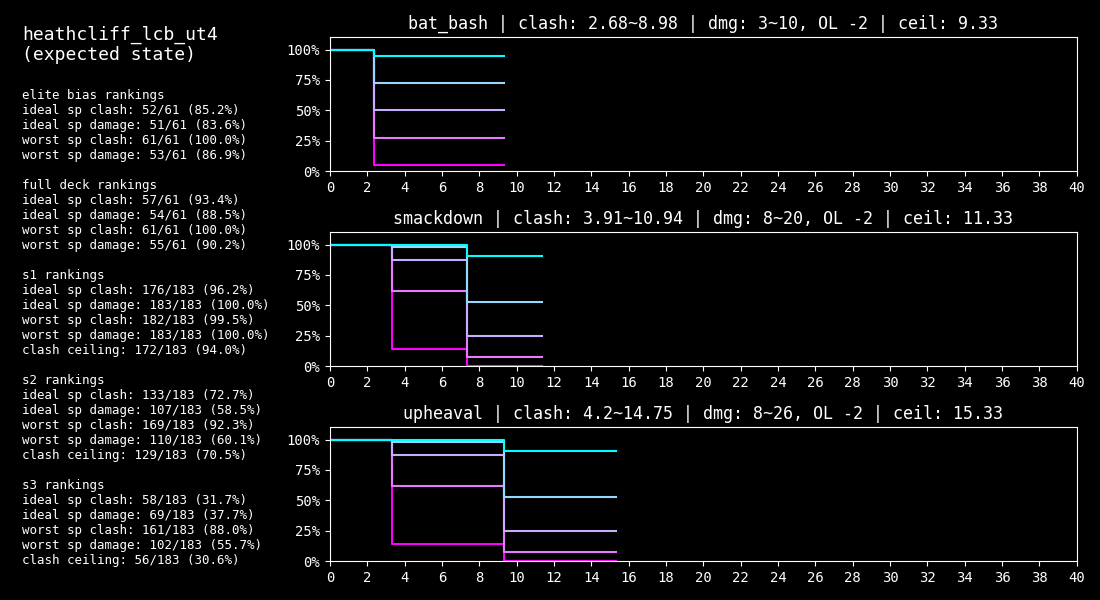 heathcliff_lcb_ut4
(expected state)
elite bias rankings
ideal sp clash: 52/61 (85.2%)
ideal sp damage: 51/61 (83.6%)
worst sp clash: 61/61 (100.0%)
worst sp damage: 53/61 (86.9%)
full deck rankings
ideal sp clash: 57/61 (93.4%)
ideal sp damage: 54/61 (88.5%)
worst sp clash: 61/61 (100.0%)
worst sp damage: 55/61 (90.2%)
s1 rankings
ideal sp clash: 176/183 (96.2%)
ideal sp damage: 183/183 (100.0%)
worst sp clash: 182/183 (99.5%)
worst sp damage: 183/183 (100.0%)
clash ceiling: 172/183 (94.0%)
s2 rankings
ideal sp clash: 133/183 (72.7%)
ideal sp damage: 107/183 (58.5%)
worst sp clash: 169/183 (92.3%)
worst sp damage: 110/183 (60.1%)
clash ceiling: 129/183 (70.5%)
s3 rankings
ideal sp clash: 58/183 (31.7%)
ideal sp damage: 69/183 (37.7%)
worst sp clash: 161/183 (88.0%)
worst sp damage: 102/183 (55.7%)
clash ceiling: 56/183 (30.6%)
bat_bash | clash: 2.68~8.98 | dmg: 3~10, OL -2 | ceil: 9.33
100%
75%
50%
25%
0%
0 2 4 6 8 10 12 14 16 18 20 22 24 26 28 30 32 34 36 38 40
smackdown | clash: 3.91~10.94 | dmg: 8~20, OL -2 | ceil: 11.33
100%
75%
50%
25%
0%
0 2 4 6 8 10 12 14 16 18 20 22 24 26 28 30 32 34 36 38 40
upheaval | clash: 4.2~14.75 | dmg: 8~26, OL -2 | ceil: 15.33
100%
75%
50%
25%
0%
0 2 4 6 8 10 12 14 16 18 20 22 24 26 28 30 32 34 36 38 40